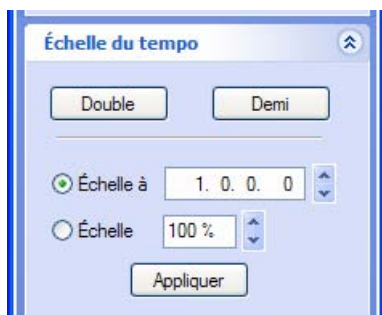 Échelle du tempo
Double Demi
Échelle à 1. 0. 0. 0
Échelle 100 %
Appliquer